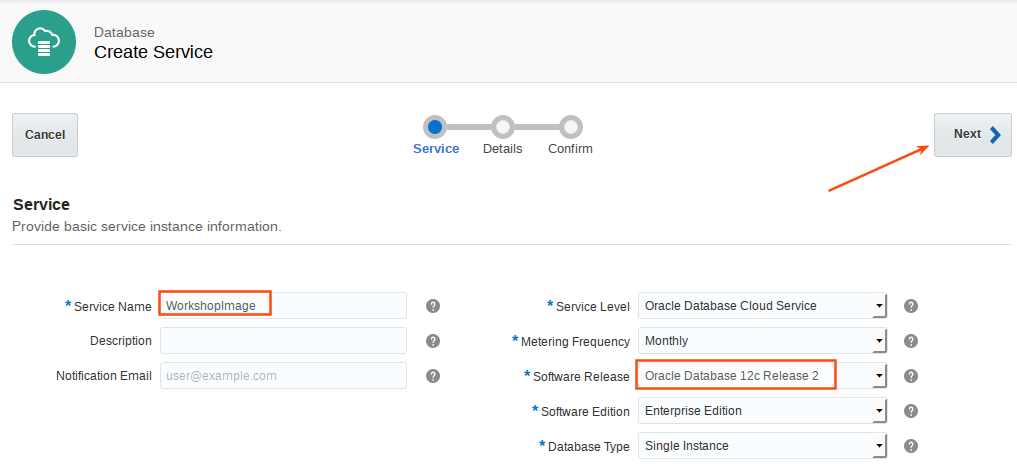 Database
Create Service
Cancel
Service
Details
Confirm
Next
Service
Provide basic service instance information.
* Service Name WorkshopImage ?
Description ?
Notification Email user@example.com ?
* Service Level Oracle Database Cloud Service ?
* Metering Frequency Monthly ?
* Software Release Oracle Database 12c Release 2 ?
* Software Edition Enterprise Edition ?
* Database Type Single Instance ?